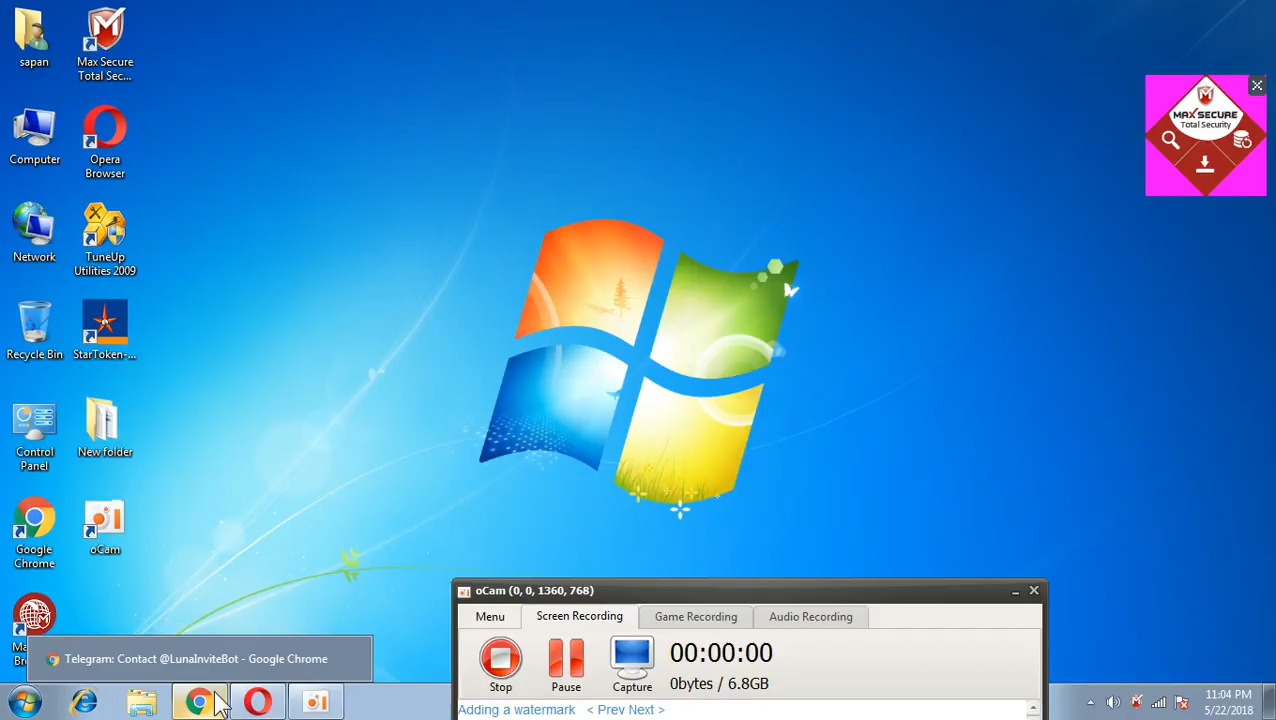 sapan
Max Secure
Total Sec...
Computer
Opera
Browser
Network
TuneUp
Utilities 2009
Recycle Bin
StarToken-...
Control
Panel
New folder
Google
Chrome
oCam
MAX SECURE
Total Security
Telegram: Contact @LunaInviteBot - Google Chrome
oCam (0, 0, 1360, 768)
Menu
Screen Recording
Game Recording
Audio Recording
00:00:00
0bytes / 6.8GB
Stop
Pause
Capture
Adding a watermark < Prev Next >
11:04 PM
5/22/2018